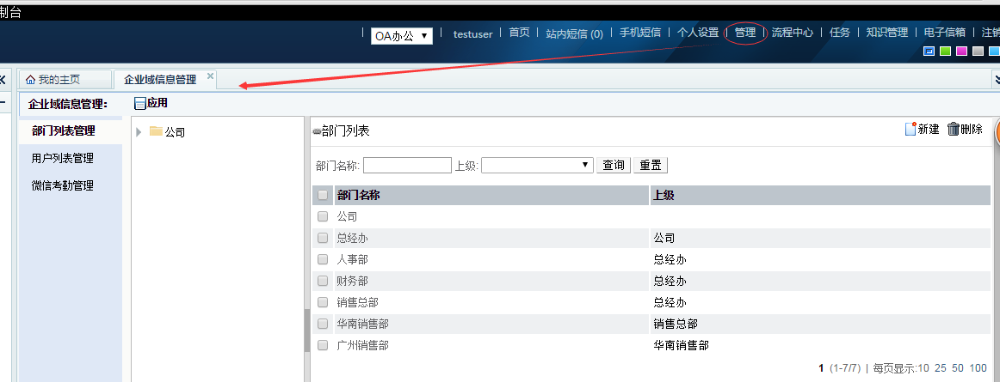 制台
OA办公 testuser 首页 站内短信 (0) 手机短信 个人设置 管理 流程中心 任务 知识管理 电子信箱 注销
我的主页 企业域信息管理
企业域信息管理: 应用
部门列表管理
用户列表管理
微信考勤管理
公司
部门列表 新建 删除
部门名称: 上级: 查询 重置
部门名称 上级
公司
总经办 公司
人事部 总经办
财务部 总经办
销售总部 总经办
华南销售部 销售总部
广州销售部 华南销售部
1 (1-7/7) | 每页显示:10 25 50 100